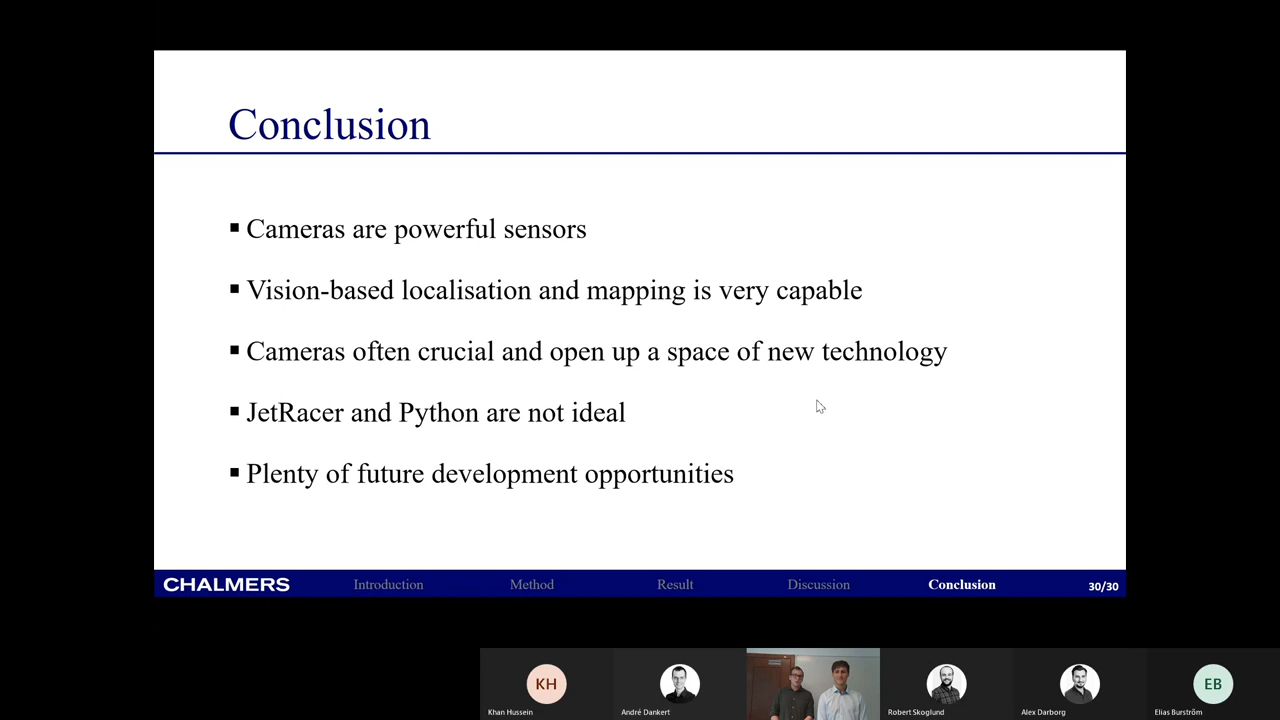 Conclusion
Cameras are powerful sensors
Vision-based localisation and mapping is very capable
Cameras often crucial and open up a space of new technology
JetRacer and Python are not ideal
Plenty of future development opportunities
CHALMERS Introduction Method Result Discussion Conclusion 30/30
KH EB
Khan Hussein André Dankert Robert Skoglund Alex Darborg Elias Burström